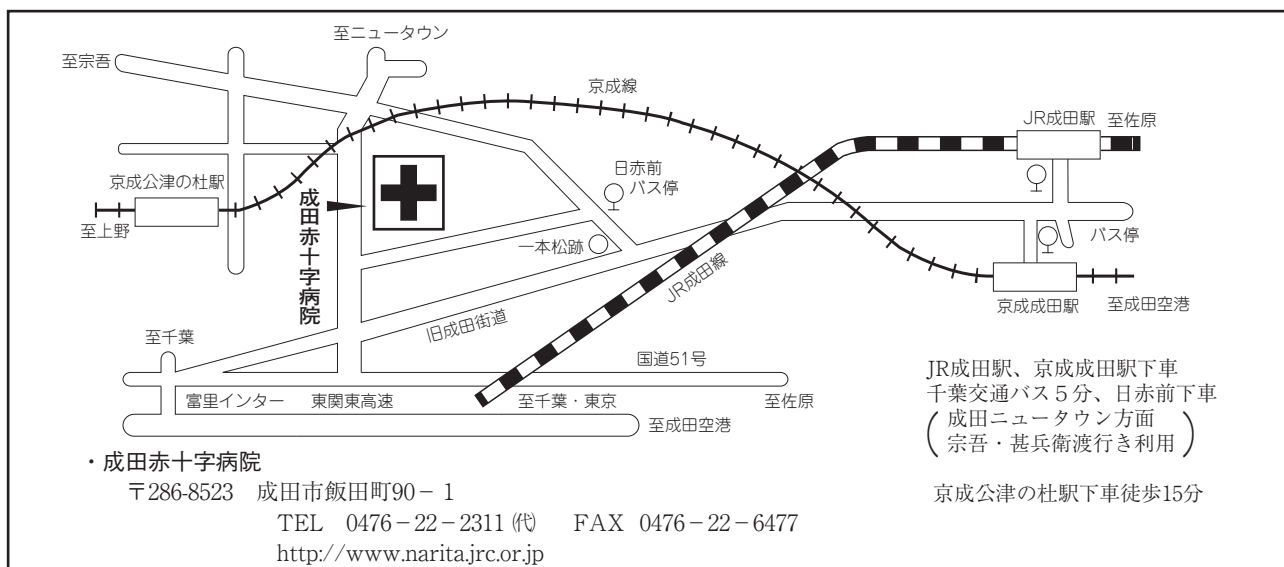 至ニュータウン
至宗吾
京成線
JR成田駅
至佐原
日赤前
バス停
京成公津の杜駅
成田赤十字病院
至上野
一本松跡
バス停
JR成田線
京成成田駅
至成田空港
旧成田街道
至千葉
国道51号
富里インター
東関東高速
至千葉・東京
至佐原
至成田空港
JR成田駅、京成成田駅下車
千葉交通バス5分、日赤前下車
(成田ニュータウン方面
宗吾・甚兵衛渡行き利用)
京成公津の杜駅下車徒歩15分
・成田赤十字病院
〒286-8523 成田市飯田町90－1
TEL 0476－22－2311㈹ FAX 0476－22－6477
http://www.narita.jrc.or.jp